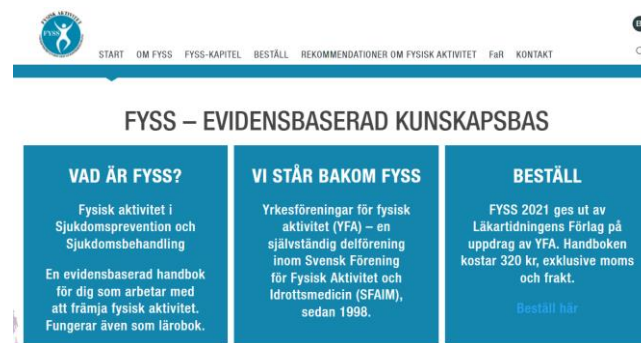 FYSISK AKTIVITET
FYSS
START OM FYSS FYSS-KAPITEL BESTÄLL REKOMMENDATIONER OM FYSISK AKTIVITET FaR KONTAKT
FYSS – EVIDENSBASERAD KUNSKAPSBAS
VAD ÄR FYSS?
Fysisk aktivitet i
Sjukdomsprevention och
Sjukdomsbehandling
En evidensbaserad handbok
för dig som arbetar med
att främja fysisk aktivitet.
Fungerar även som lärobok.
VI STÅR BAKOM FYSS
Yrkesföreningar för fysisk
aktivitet (YFA) – en
självständig delförening
inom Svensk Förening
för Fysisk Aktivitet och
Idrottsmedicin (SFAIM),
sedan 1998.
BESTÄLL
FYSS 2021 ges ut av
Läkartidningens Förlag på
uppdrag av YFA. Handboken
kostar 320 kr, exklusive moms
och frakt.
Beställ här